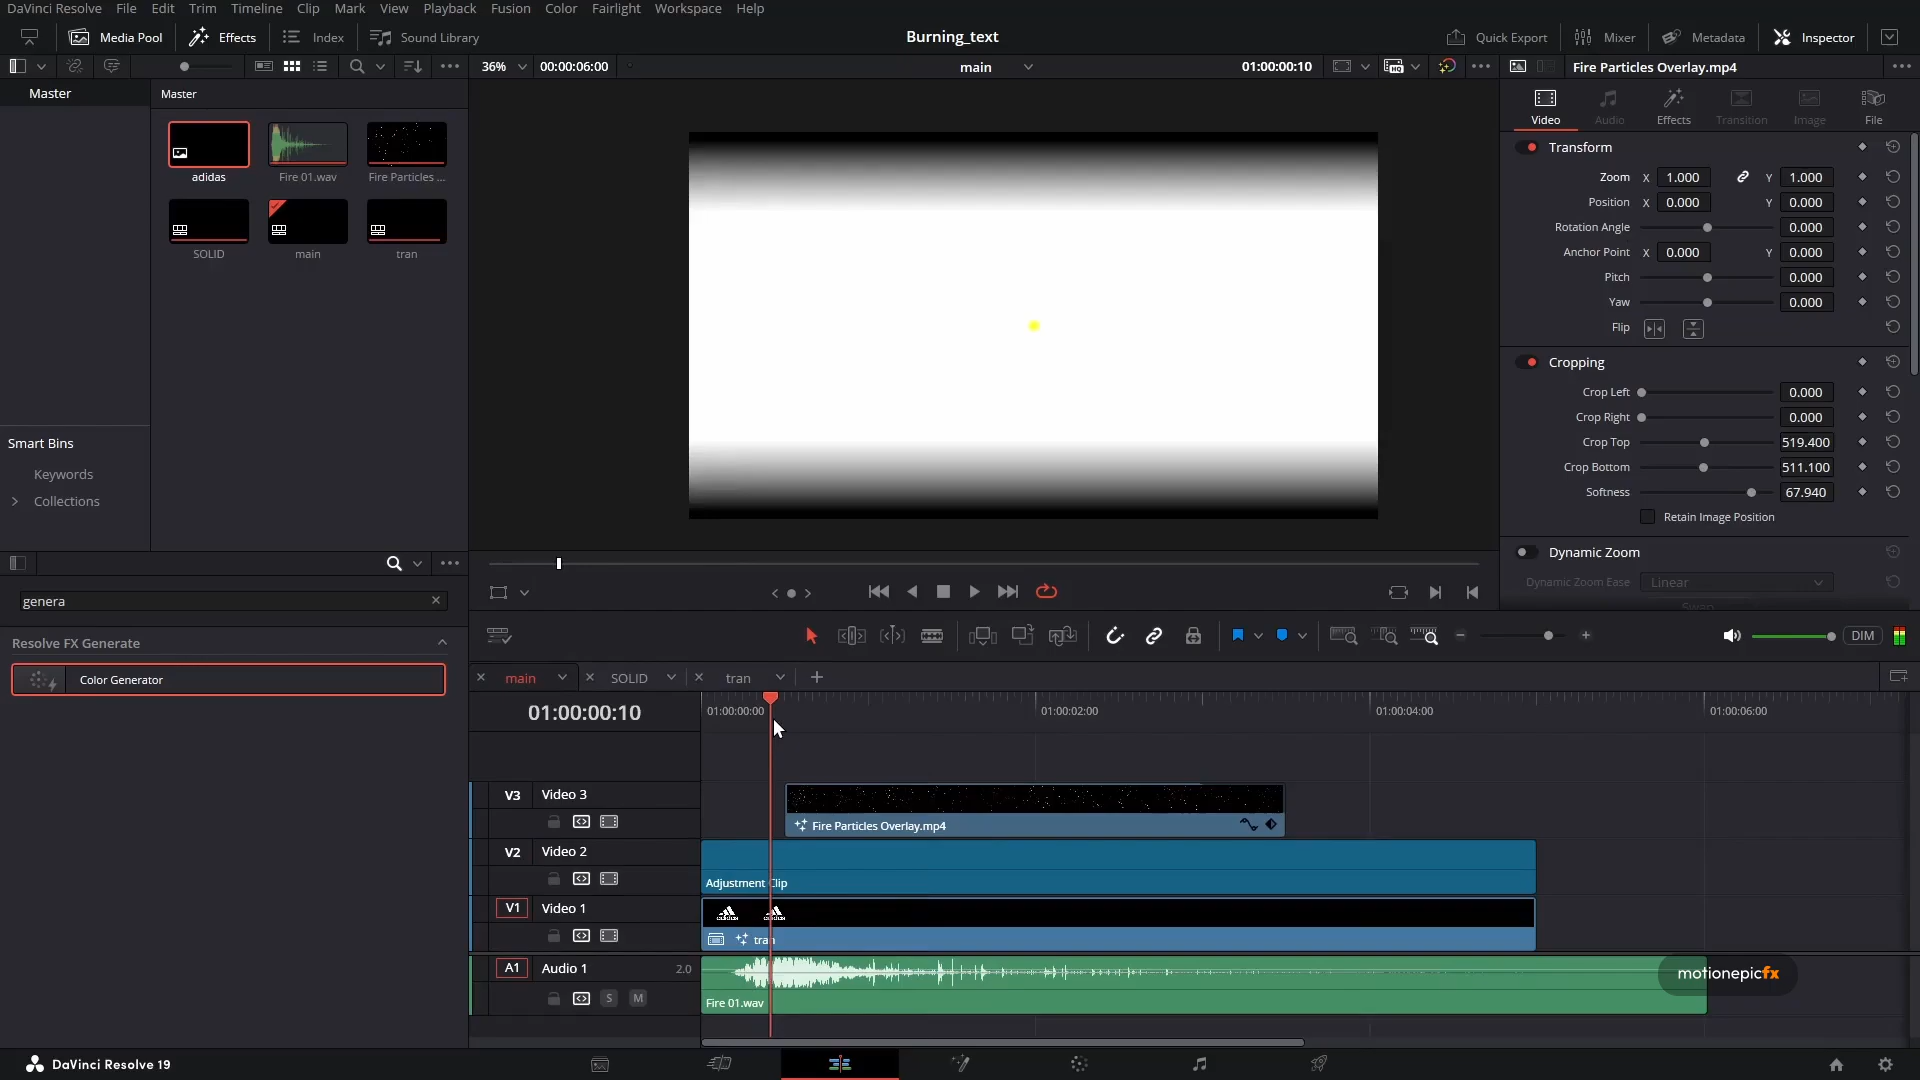 DaVinci Resolve File Edit Trim Timeline Clip Mark View Playback Fusion Color Fairlight Workspace Help
Media Pool Effects Index Sound Library Burning_text Quick Export Mixer Metadata Inspector
36% 00:00:06:00 main 01:00:00:10 Fire Particles Overlay.mp4
Master Master
Video Audio Effects Transition Image File
adidas Fire 01.wav Fire Particles ...
SOLID main tran
Transform
Zoom X 1.000 Y 1.000
Position X 0.000 Y 0.000
Rotation Angle 0.000
Anchor Point X 0.000 Y 0.000
Pitch 0.000
Yaw 0.000
Flip
Cropping
Crop Left 0.000
Crop Right 0.000
Crop Top 519.400
Crop Bottom 511.100
Softness 67.940
Retain Image Position
Dynamic Zoom
Dynamic Zoom Ease Linear
Swap
Smart Bins
Keywords
Collections
genera
Resolve FX Generate
Color Generator
DIM
main SOLID tran
01:00:00:10 01:00:00:00 01:00:02:00 01:00:04:00 01:00:06:00
V3 Video 3
Fire Particles Overlay.mp4
V2 Video 2
Adjustment Clip
V1 Video 1
tran
A1 Audio 1 2.0
S M
Fire 01.wav
motionepicfx
DaVinci Resolve 19